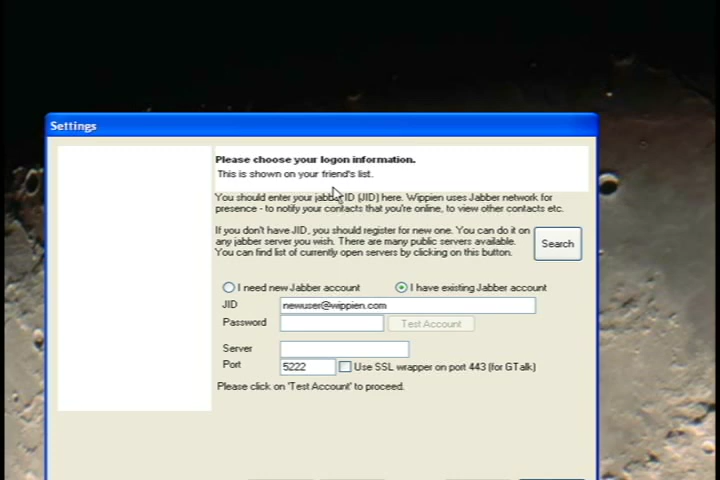 Settings
Please choose your logon information.
This is shown on your friend's list.
You should enter your jabber ID (JID) here. Wippien uses Jabber network for
presence - to notify your contacts that you're online, to view other contacts etc.
If you don't have JID, you should register for new one. You can do it on
any jabber server you wish. There are many public servers available.
You can find list of currently open servers by clicking on this button.
Search
I need new Jabber account
I have existing Jabber account
JID
newuser@wippien.com
Password
Test Account
Server
Port
5222
Use SSL wrapper on port 443 (for GTalk)
Please click on 'Test Account' to proceed.